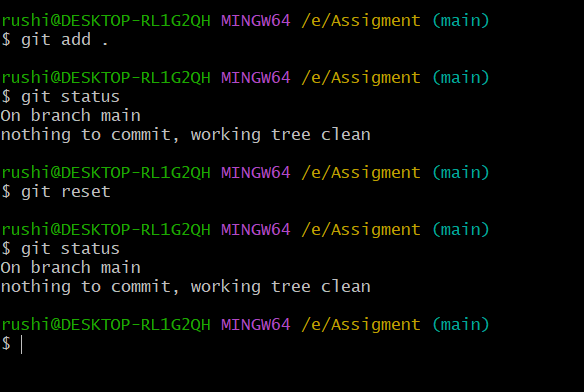 rushi@DESKTOP-RL1G2QH MINGW64 /e/Assigment (main)
$ git add .
rushi@DESKTOP-RL1G2QH MINGW64 /e/Assigment (main)
$ git status
On branch main
nothing to commit, working tree clean
rushi@DESKTOP-RL1G2QH MINGW64 /e/Assigment (main)
$ git reset
rushi@DESKTOP-RL1G2QH MINGW64 /e/Assigment (main)
$ git status
On branch main
nothing to commit, working tree clean
rushi@DESKTOP-RL1G2QH MINGW64 /e/Assigment (main)
$